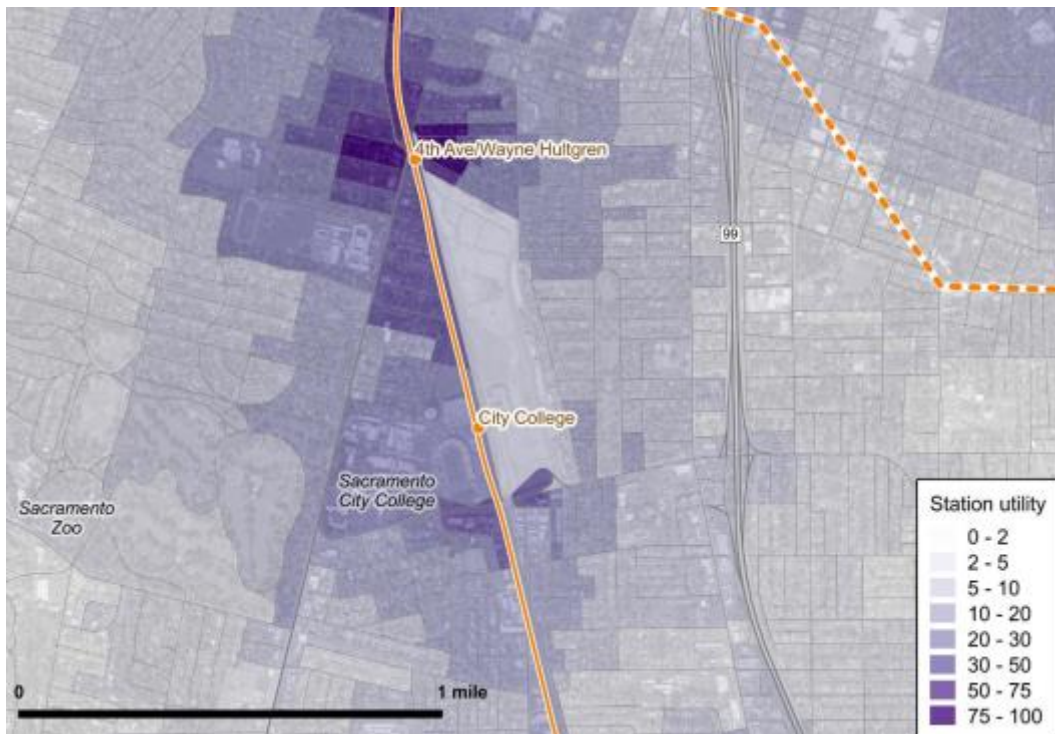 4th Ave/Wayne Hultgren
99
City College
Sacramento
City College
Sacramento
Zoo
Station utility
0 - 2
2 - 5
5 - 10
10 - 20
20 - 30
30 - 50
50 - 75
75 - 100
0
1 mile